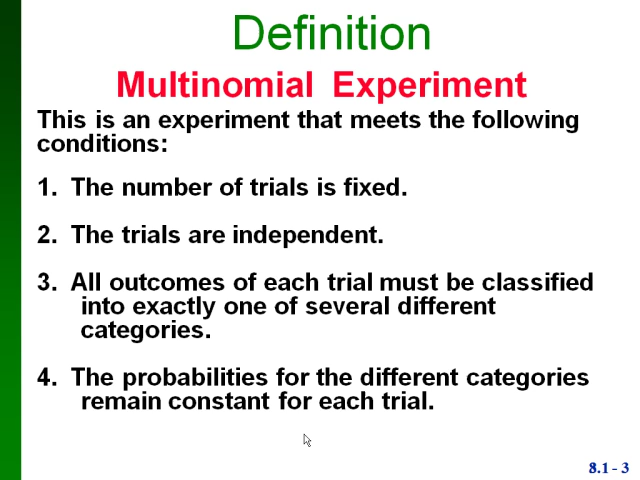 Definition
Multinomial Experiment
This is an experiment that meets the following
conditions:
1. The number of trials is fixed.
2. The trials are independent.
3. All outcomes of each trial must be classified
into exactly one of several different
categories.
4. The probabilities for the different categories
remain constant for each trial.
8.1 - 3